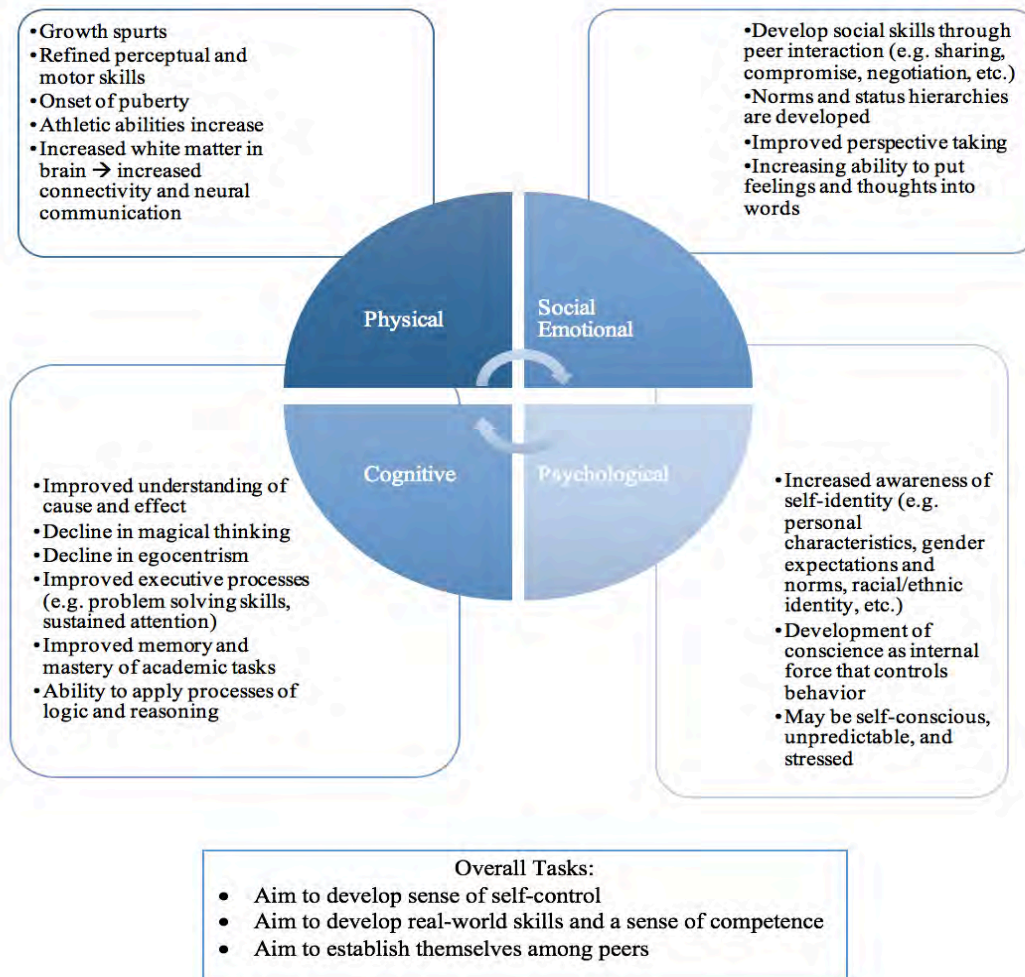 •Growth spurts
•Refined perceptual and
motor skills
•Onset of puberty
•Athletic abilities increase
•Increased white matter in
brain → increased
connectivity and neural
communication
•Develop social skills through
peer interaction (e.g. sharing,
compromise, negotiation, etc.)
•Norms and status hierarchies
are developed
•Improved perspective taking
•Increasing ability to put
feelings and thoughts into
words
Physical
Social
Emotional
Cognitive
Psychological
•Improved understanding of
cause and effect
•Decline in magical thinking
•Decline in egocentrism
•Improved executive processes
(e.g. problem solving skills,
sustained attention)
•Improved memory and
mastery of academic tasks
•Ability to apply processes of
logic and reasoning
•Increased awareness of
self-identity (e.g.
personal
characteristics, gender
expectations and
norms, racial/ethnic
identity, etc.)
•Development of
conscience as internal
force that controls
behavior
•May be self-conscious,
unpredictable, and
stressed
Overall Tasks:
• Aim to develop sense of self-control
• Aim to develop real-world skills and a sense of competence
• Aim to establish themselves among peers